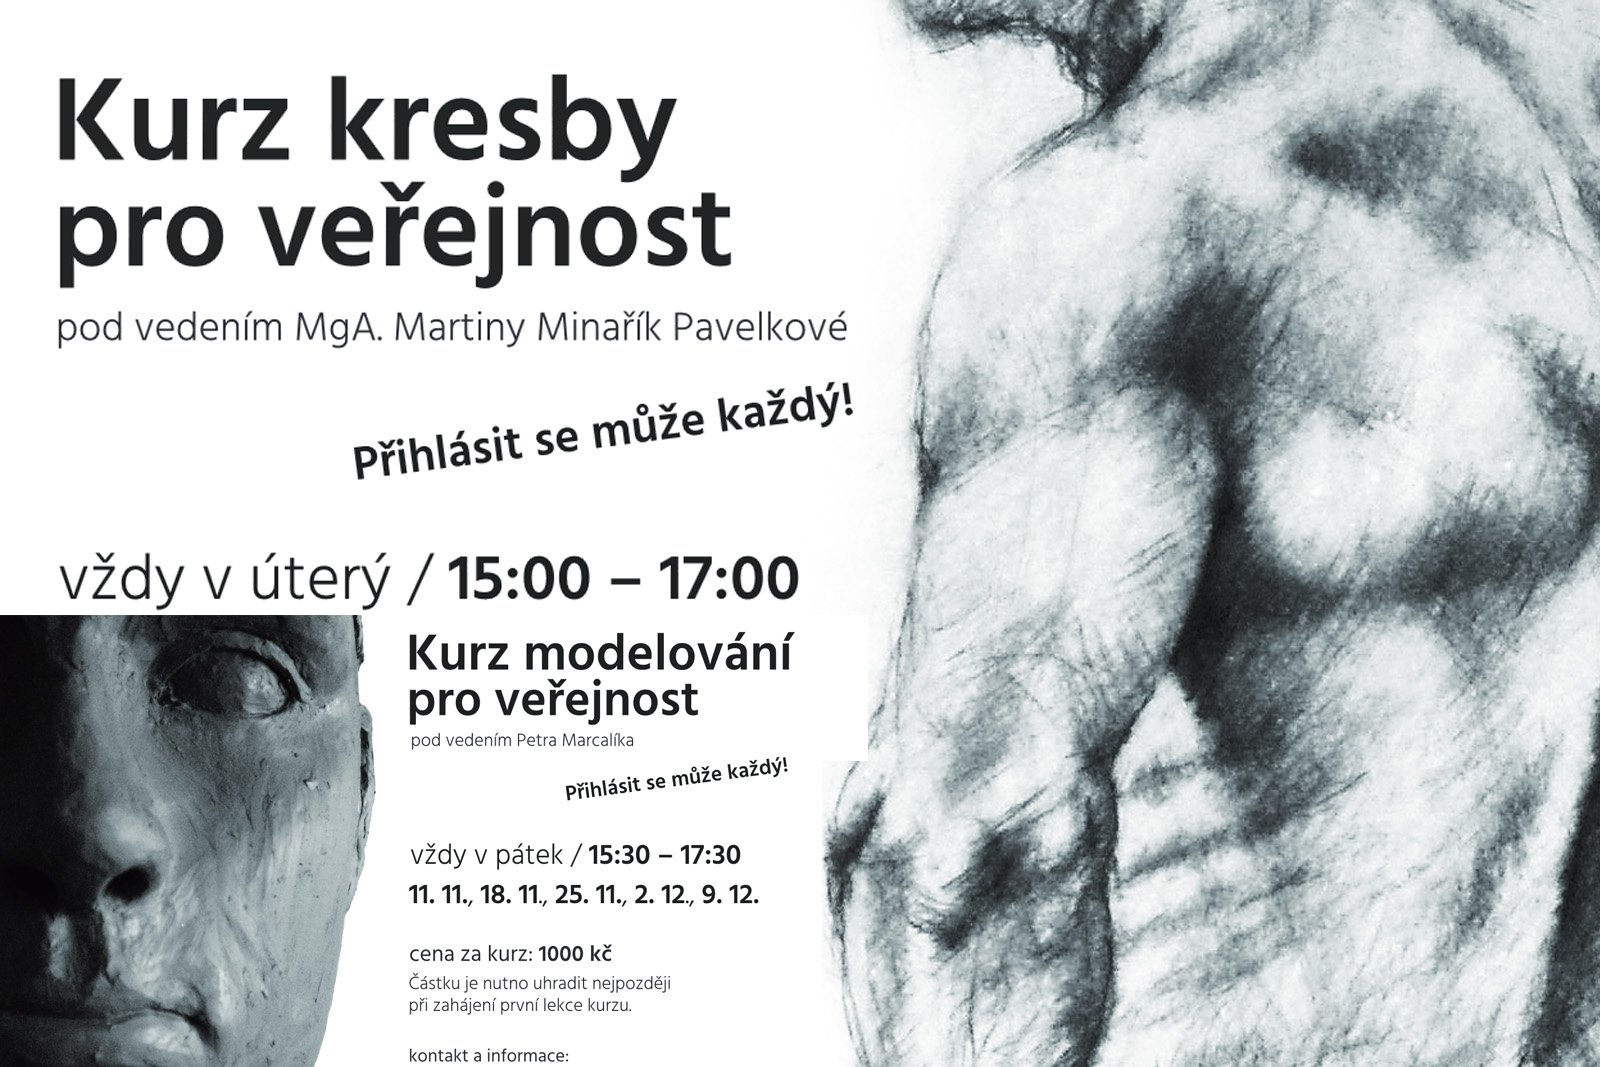 Kurz kresby
pro veřejnost
pod vedením MgA. Martiny Minařík Pavelkové
Přihlásit se může každý!
vždy v úterý / 15:00 – 17:00
Kurz modelování
pro veřejnost
pod vedením Petra Marcalíka
Přihlásit se může každý!
vždy v pátek / 15:30 – 17:30
11. 11., 18. 11., 25. 11., 2. 12., 9. 12.
cena za kurz: 1000 kč
Částku je nutno uhradit nejpozději
při zahájení první lekce kurzu.
kontakt a informace: